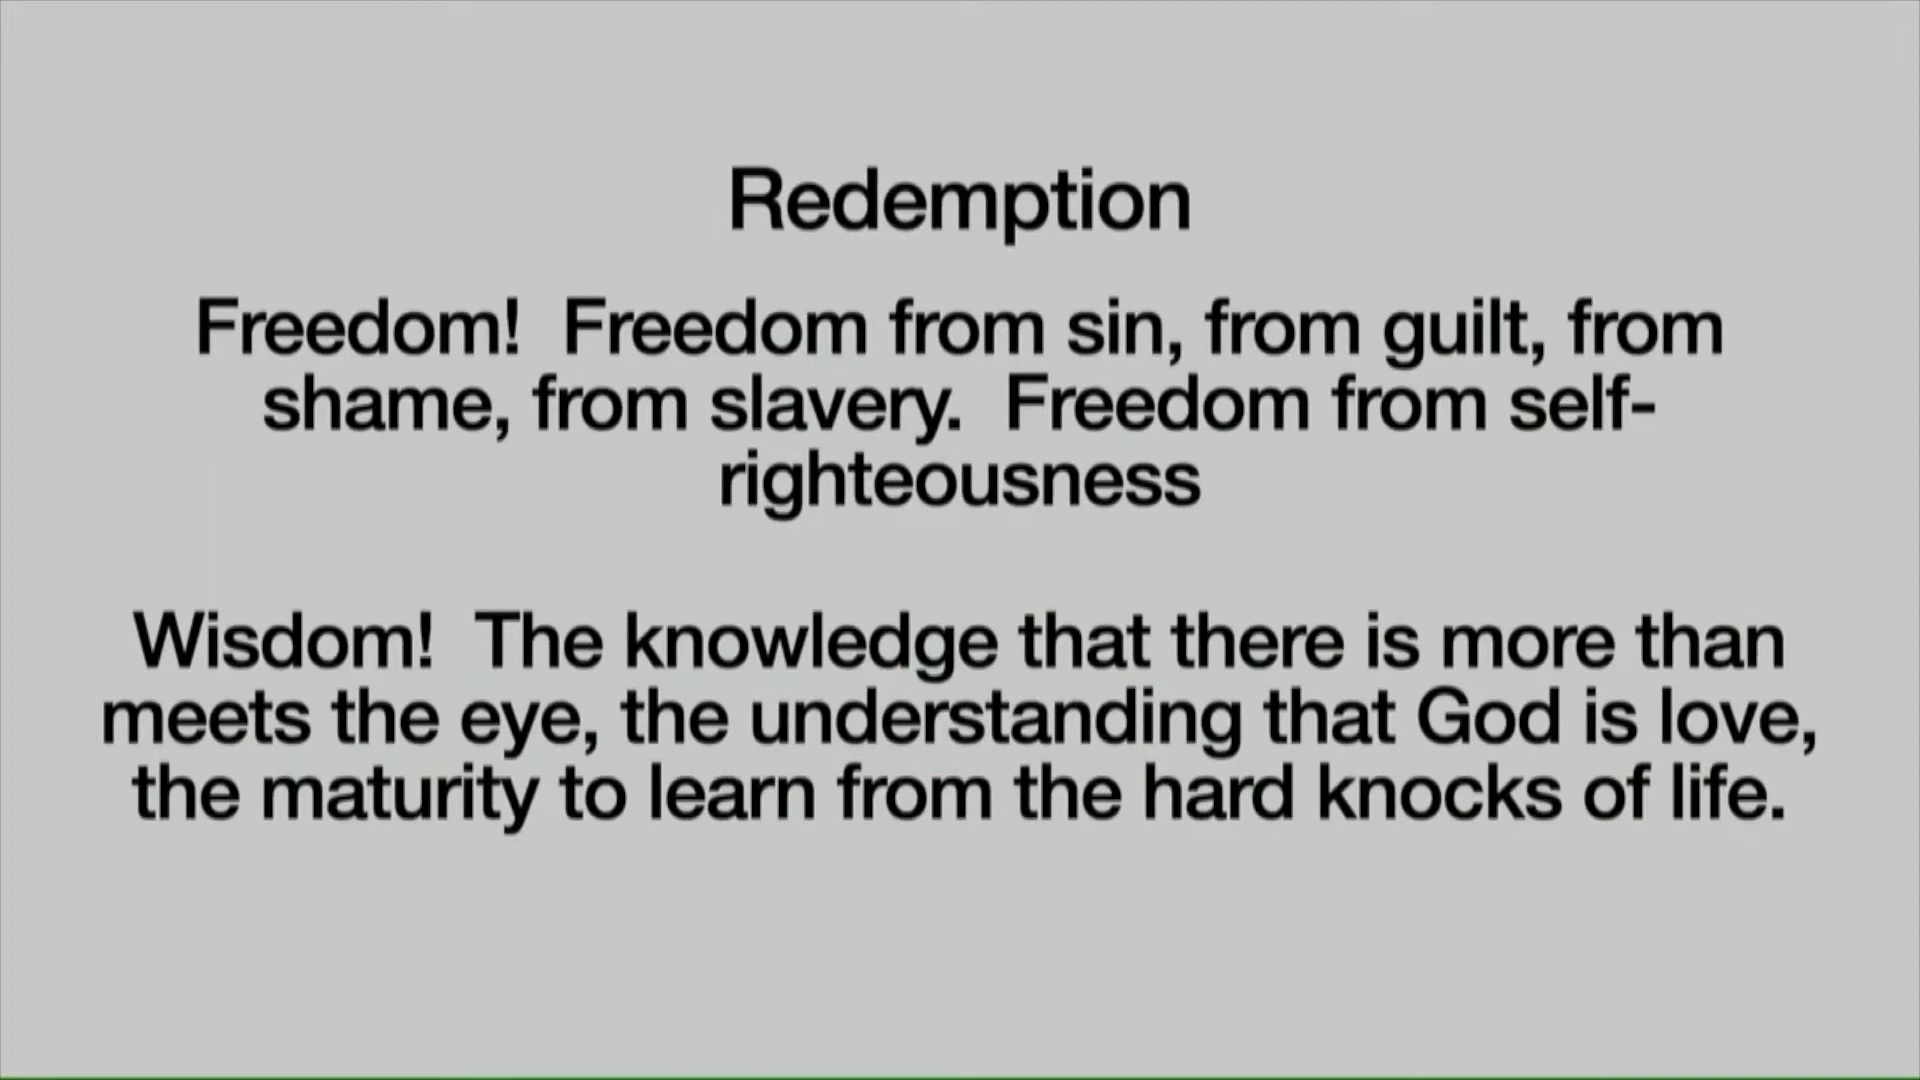 Redemption
Freedom!  Freedom from sin, from guilt, from
shame, from slavery.  Freedom from self-
righteousness
Wisdom!  The knowledge that there is more than
meets the eye, the understanding that God is love,
the maturity to learn from the hard knocks of life.